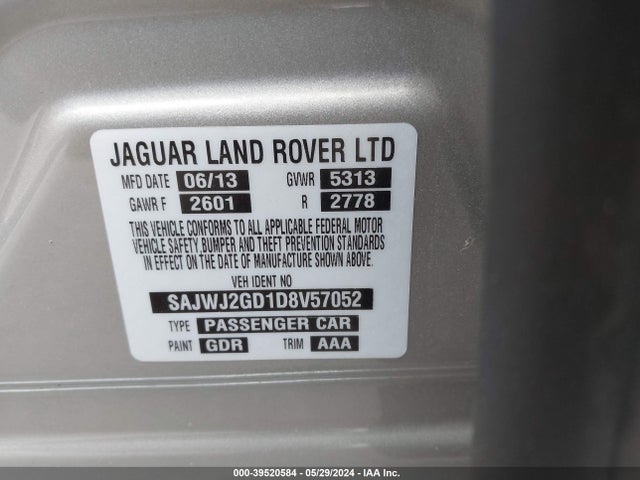 JAGUAR LAND ROVER LTD
MFD DATE 06/13 GVWR 5313
GAWR F 2601 R 2778
THIS VEHICLE CONFORMS TO ALL APPLICABLE FEDERAL MOTOR
VEHICLE SAFETY, BUMPER AND THEFT PREVENTION STANDARDS
IN EFFECT ON THE DATE OF MANUFACTURE SHOWN ABOVE.
VEH IDENT NO
SAJWJ2GD1D8V57052
TYPE PASSENGER CAR
PAINT GDR TRIM AAA
000-39520584 - 05/29/2024 - IAA Inc.